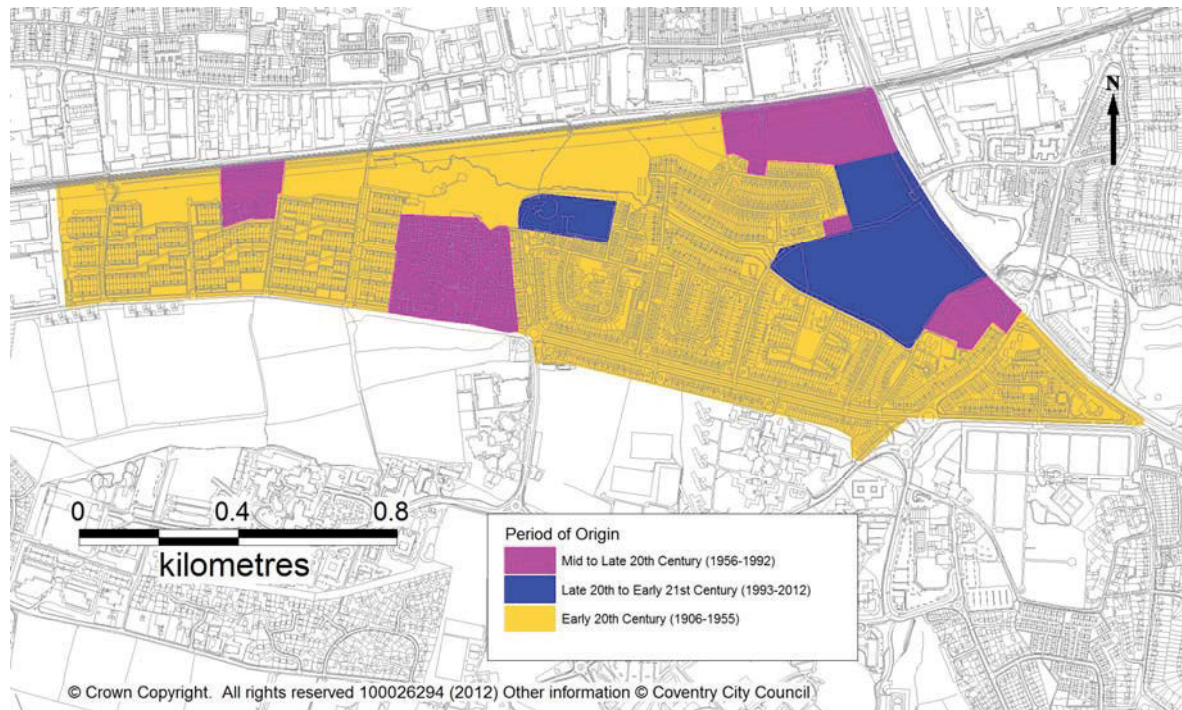 N
0 0.4 0.8
kilometres
Period of Origin
Mid to Late 20th Century (1956-1992)
Late 20th to Early 21st Century (1993-2012)
Early 20th Century (1906-1955)
© Crown Copyright. All rights reserved 100026294 (2012) Other information © Coventry City Council